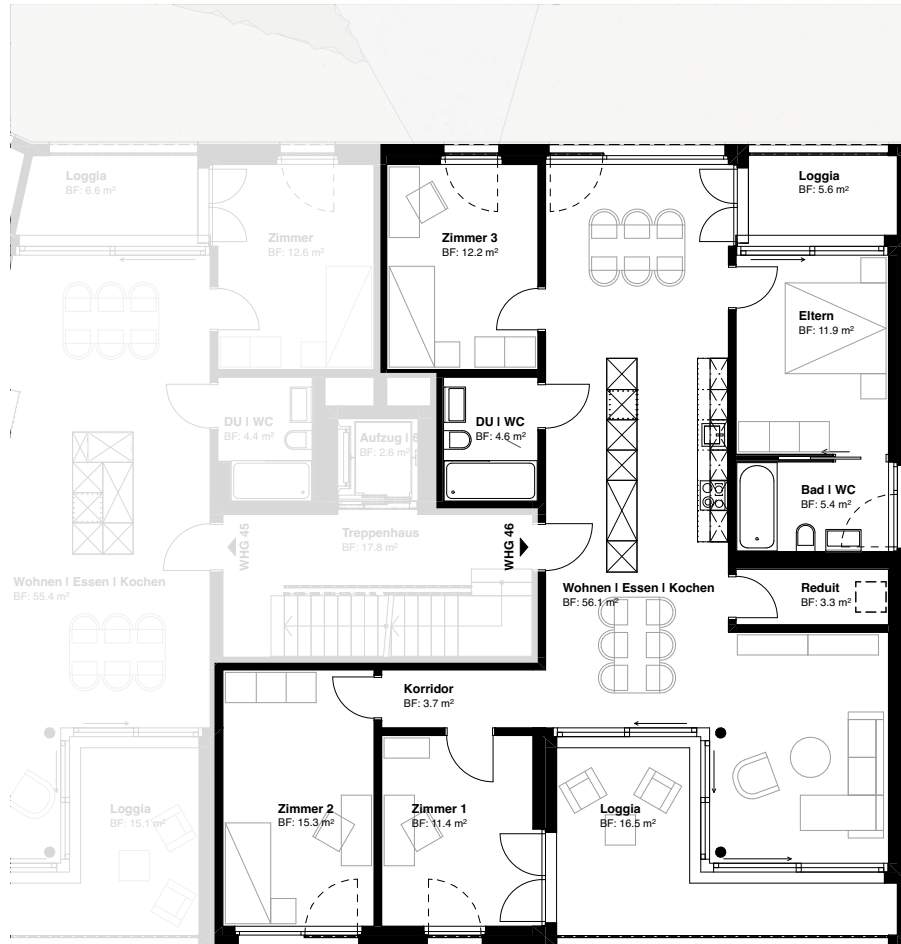 Loggia
BF: 6.6 m²
Zimmer
BF: 12.6 m²
Zimmer 3
BF: 12.2 m²
Loggia
BF: 5.6 m²
Eltern
BF: 11.9 m²
DU I WC
BF: 4.4 m²
Aufzug I
BF: 2.6 m²
DU I WC
BF: 4.6 m²
Bad I WC
BF: 5.4 m²
WHG 45
Treppenhaus
BF: 17.8 m²
WHG 46
Wohnen I Essen I Kochen
BF: 55.4 m²
Wohnen I Essen I Kochen
BF: 56.1 m²
Reduit
BF: 3.3 m²
Korridor
BF: 3.7 m²
Loggia
BF: 15.1 m²
Zimmer 2
BF: 15.3 m²
Zimmer 1
BF: 11.4 m²
Loggia
BF: 16.5 m²